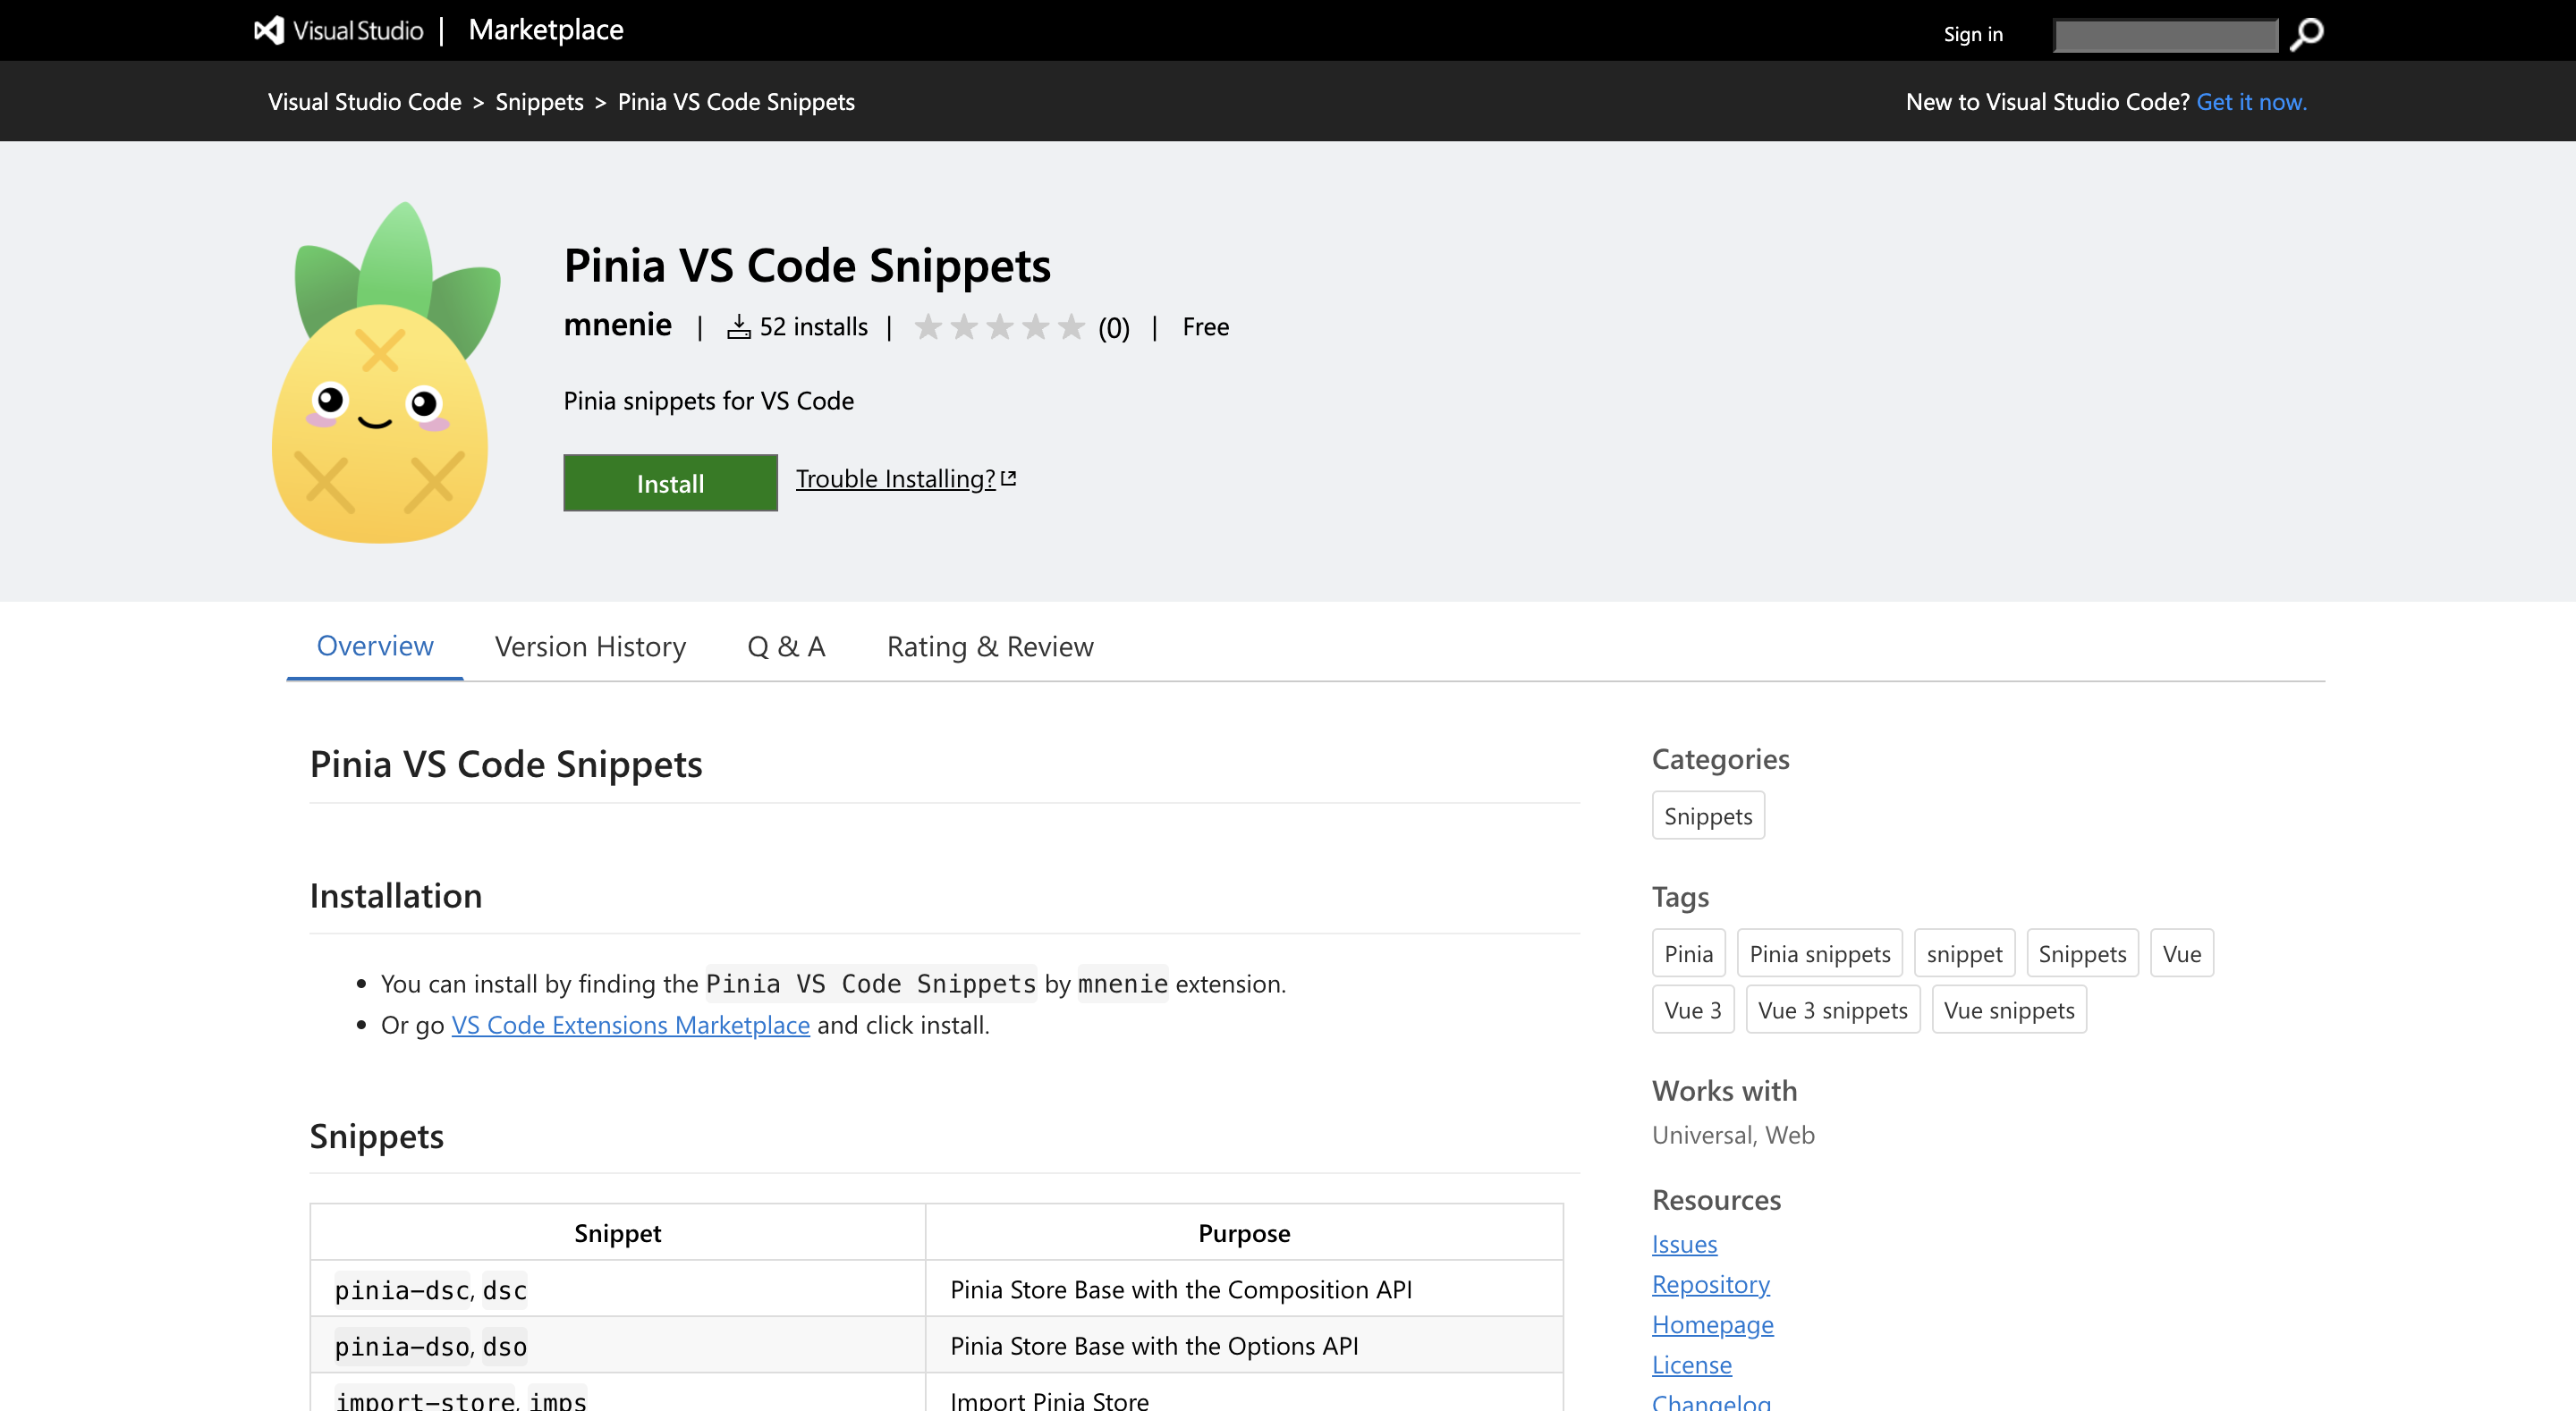 Visual Studio | Marketplace
Sign in
Visual Studio Code > Snippets > Pinia VS Code Snippets
New to Visual Studio Code? Get it now.
Pinia VS Code Snippets
mnenie | 52 installs | (0) | Free
Pinia snippets for VS Code
Install Trouble Installing?
Overview Version History Q & A Rating & Review
Pinia VS Code Snippets
Installation
• You can install by finding the Pinia VS Code Snippets by mnenie extension.
• Or go VS Code Extensions Marketplace and click install.
Snippets
Snippet Purpose
pinia-dsc, dsc Pinia Store Base with the Composition API
pinia-dso, dso Pinia Store Base with the Options API
import-store, imps Import Pinia Store
Categories
Snippets
Tags
Pinia Pinia snippets snippet Snippets Vue
Vue 3 Vue 3 snippets Vue snippets
Works with
Universal, Web
Resources
Issues
Repository
Homepage
License
Changelog